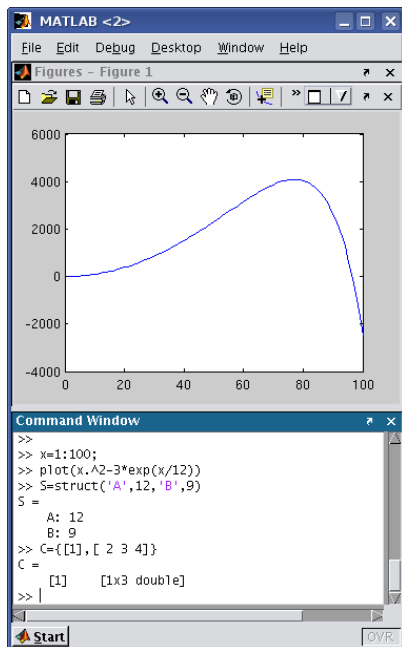 MATLAB <2>
File Edit Debug Desktop Window Help
Figures - Figure 1
6000
4000
2000
0
-2000
-4000
0 20 40 60 80 100
Command Window
>>
>> x=1:100;
>> plot(x.^2-3*exp(x/12))
>> S=struct('A',12,'B',9)
S =
A: 12
B: 9
>> C={[1],[ 2 3 4]}
C =
[1] [1x3 double]
>>
Start OVR